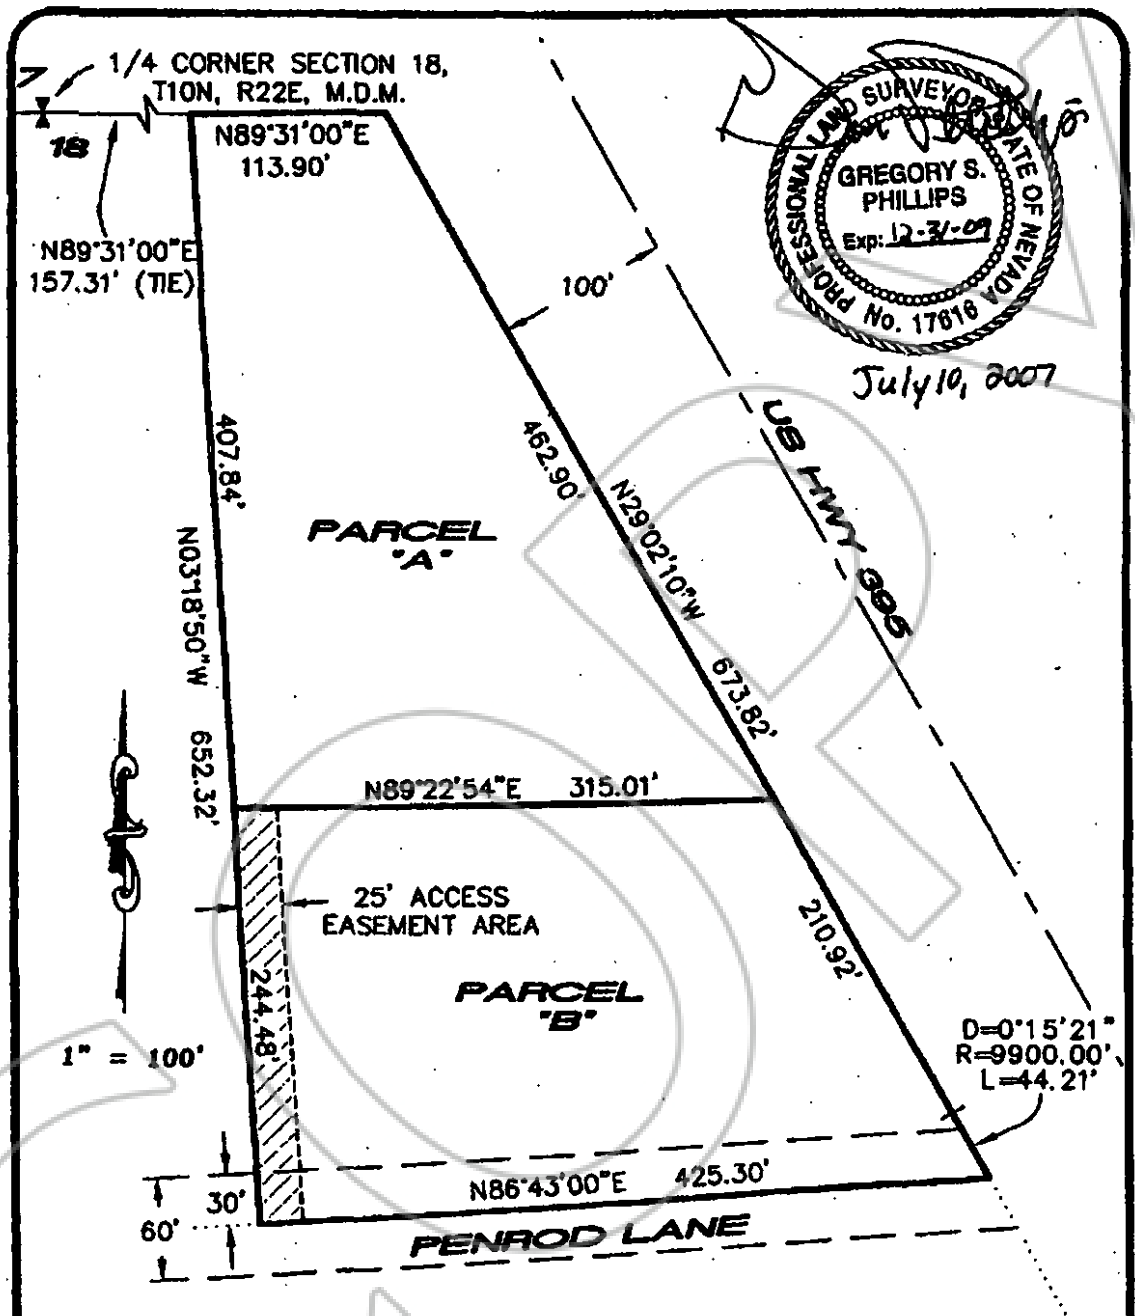 1/4 CORNER SECTION 18,
T10N, R22E, M.D.M.
7
18
N89°31'00"E
113.90'
N89°31'00"E
157.31' (TIE)
100'
PROFESSIONAL LAND SURVEYOR STATE OF NEVADA
GREGORY S.
PHILLIPS
Exp: 12-31-09
No. 17616
July 10, 2007
US HWY 395
407.84'
462.90'
N29°02'10"W 673.82'
PARCEL
"A"
N03°18'50"W 652.32'
N89°22'54"E 315.01'
25' ACCESS
EASEMENT AREA
210.92'
244.48'
PARCEL
"B"
1" = 100'
D=0°15'21"
R=9900.00'
L=44.21'
N86°43'00"E 425.30'
30'
60'
PENROD LANE